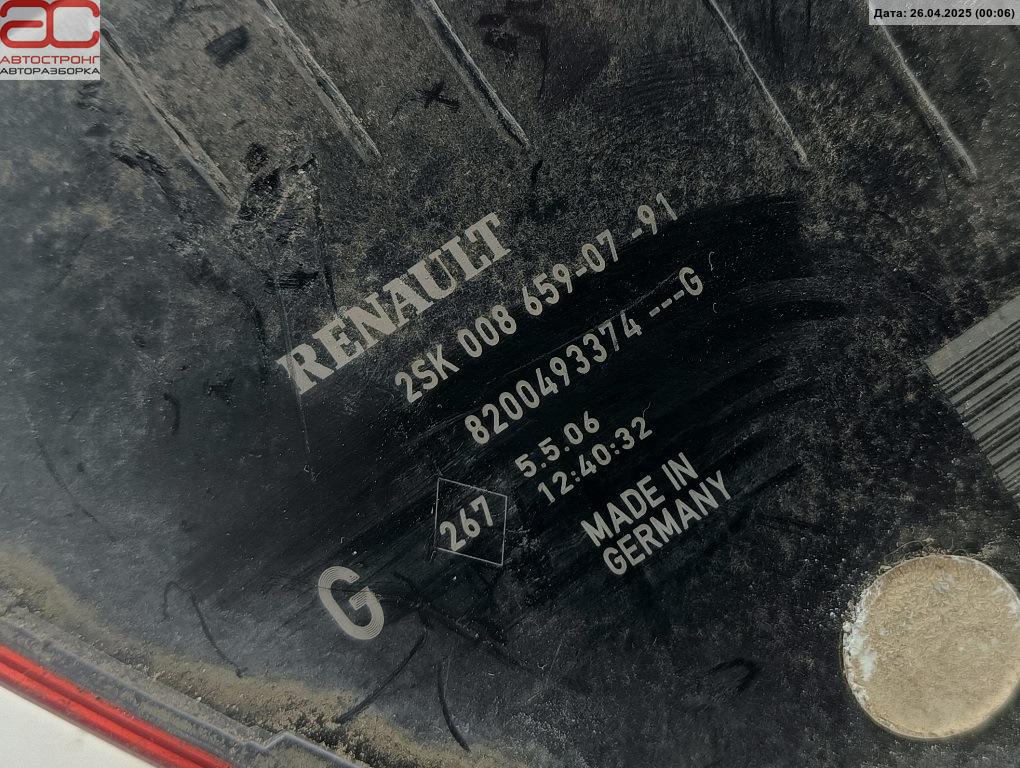 ac
АВТОСТРОНГ
АВТОРАЗБОРКА
Дата: 26.04.2025 (00:06)
RENAULT
2SK 008 659-07 -91
8200493374 ---G
5.5.06
12:40:32
267
MADE IN
GERMANY
G